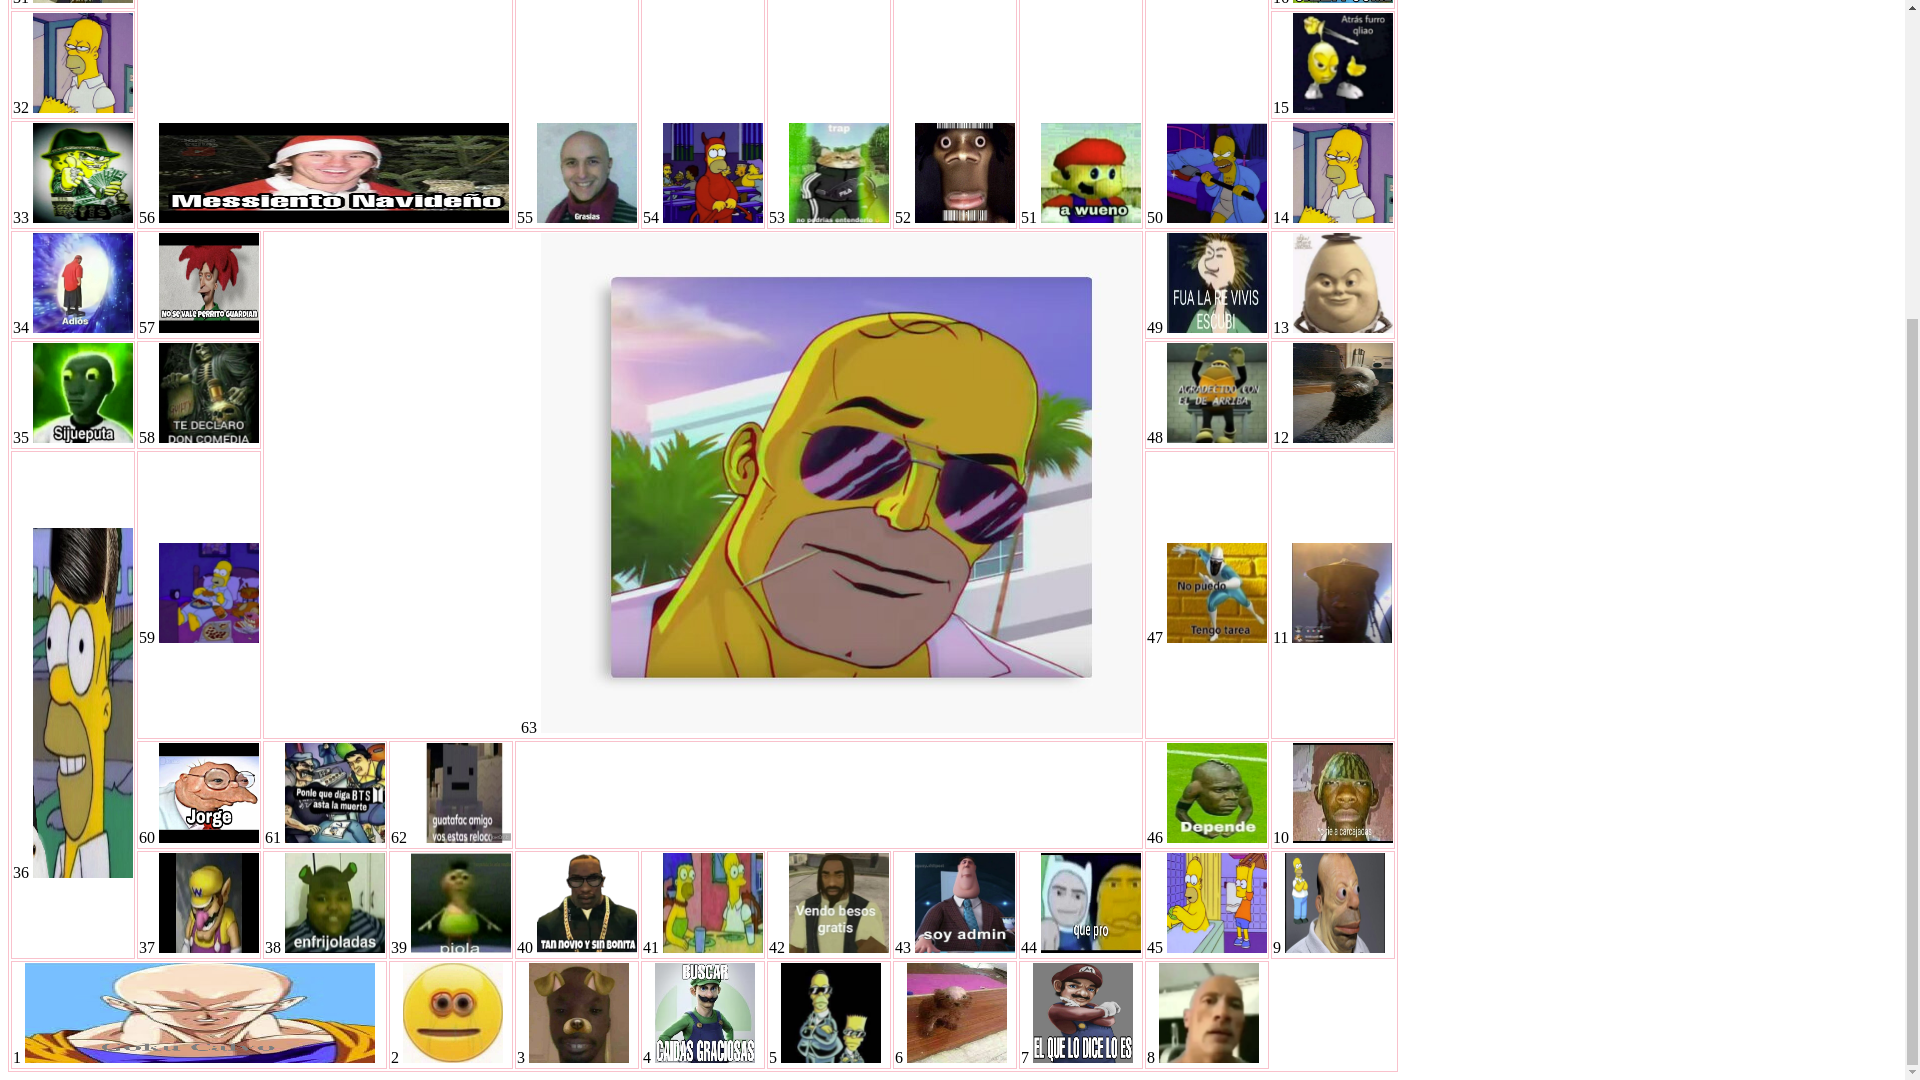 31
16
32
15 Atrás furro
qliao
33
56 Messiento Navideño
55 Grasias
54
53 trap
no podrias entenderlo
52
51 a wueno
50
14
34 Adiós
57 NO SE VALE PERRITO GUARDIAN
49 FUA LA RE VIVIS
ESCUBI
13
35 Sijueputa
58 TE DECLARO
DON COMEDIA
48 AGRADECIDO CON
EL DE ARRIBA
12
36
59
63
47 No puedo
Tengo tarea
11
60 Jorge
61 Ponle que diga BTS
asta la muerte
62 guatafac amigo
vos estas reloco
46 Depende
10 ríe a carcajadas
37
38 enfrijoladas
39 piola
40 TAN NOVIO Y SIN BONITA
41
42 Vendo besos
gratis
43 soy admin
44 que pro
45
9
1 Goku Calvo
2
3
4 BUSCAR
CAIDAS GRACIOSAS
5
6
7 EL QUE LO DICE LO ES
8